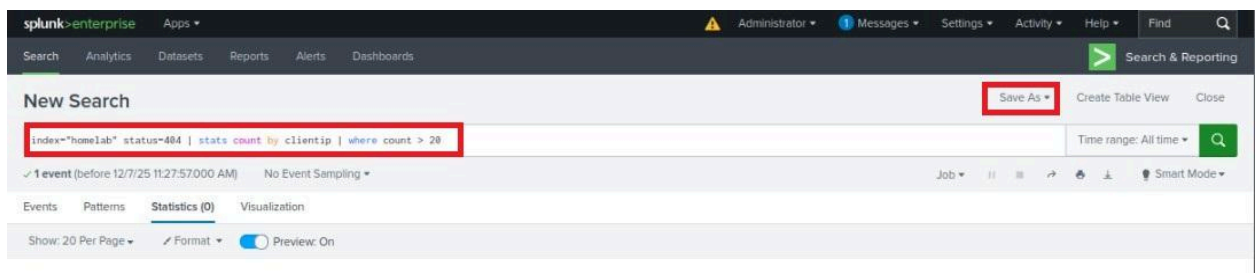 splunk>enterprise Apps Administrator 1 Messages Settings Activity Help Find
Search Analytics Datasets Reports Alerts Dashboards > Search & Reporting
New Search Save As Create Table View Close
index="homelab" status=404 | stats count by clientip | where count > 20 Time range: All time
✓ 1 event (before 12/7/25 11:27:57.000 AM) No Event Sampling Job Smart Mode
Events Patterns Statistics (0) Visualization
Show: 20 Per Page Format Preview: On